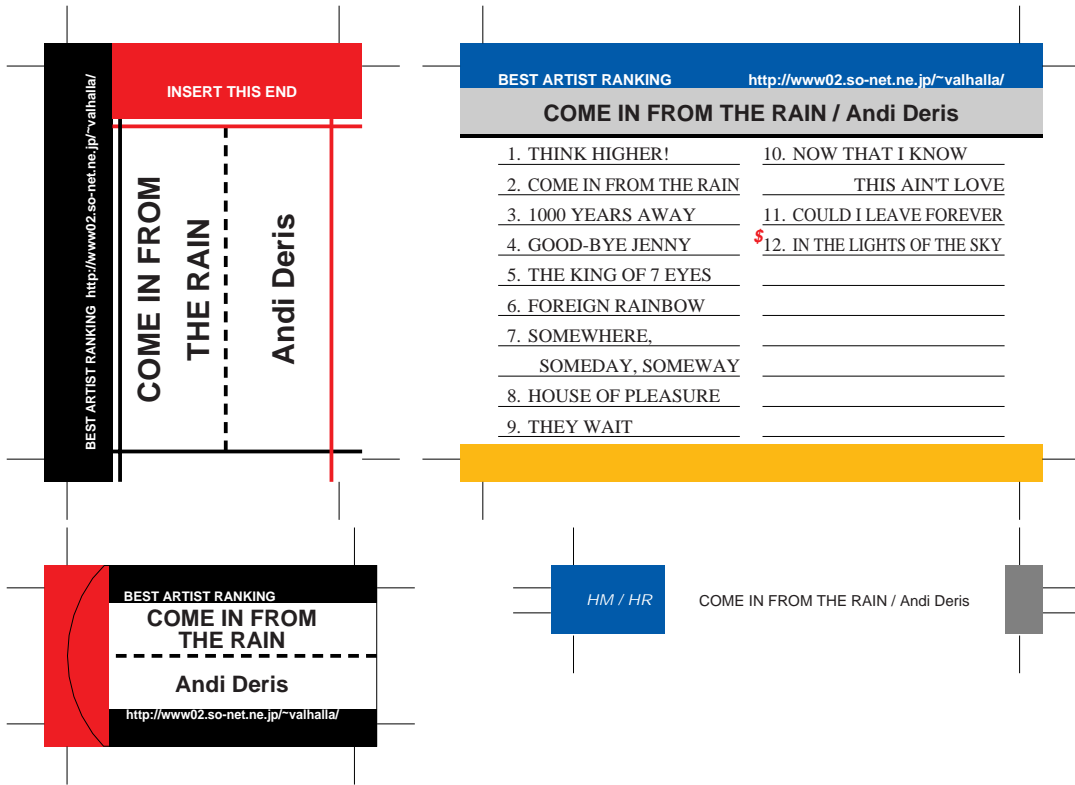 BEST ARTIST RANKING http://www02.so-net.ne.jp/~valhalla/
INSERT THIS END
COME IN FROM
THE RAIN
Andi Deris
BEST ARTIST RANKING http://www02.so-net.ne.jp/~valhalla/
COME IN FROM THE RAIN / Andi Deris
1. THINK HIGHER!
2. COME IN FROM THE RAIN
3. 1000 YEARS AWAY
4. GOOD-BYE JENNY
5. THE KING OF 7 EYES
6. FOREIGN RAINBOW
7. SOMEWHERE,
SOMEDAY, SOMEWAY
8. HOUSE OF PLEASURE
9. THEY WAIT
10. NOW THAT I KNOW
THIS AIN'T LOVE
11. COULD I LEAVE FOREVER
$12. IN THE LIGHTS OF THE SKY
BEST ARTIST RANKING
COME IN FROM
THE RAIN
Andi Deris
http://www02.so-net.ne.jp/~valhalla/
HM / HR
COME IN FROM THE RAIN / Andi Deris